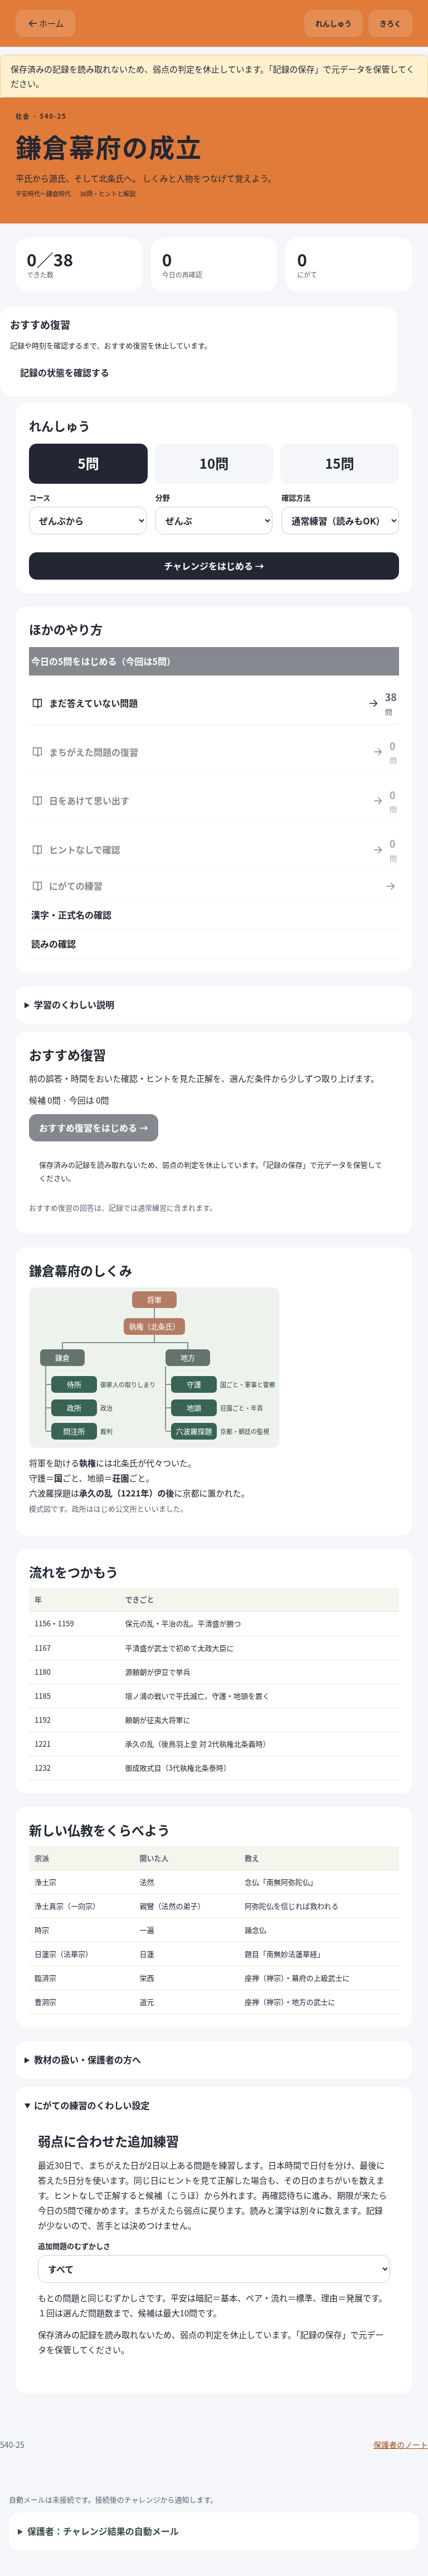 ←ホーム
れんしゅう
きろく
保存済みの記録を読み取れないため、弱点の判定を休止しています。「記録の保存」で元データを保管してく
ださい。
社会 · 540-25
鎌倉幕府の成立
平氏から源氏、そして北条氏へ。 しくみと人物をつなげて覚えよう。
平安時代〜鎌倉時代 38問・ヒントと解説
0／38
できた数
0
今日の再確認
0
にがて
おすすめ復習
記録や時刻を確認するまで、おすすめ復習を休止しています。
記録の状態を確認する
れんしゅう
5問
10問
15問
コース
分野
確認方法
ぜんぶから
ぜんぶ
通常練習（読みもOK）
チャレンジをはじめる →
ほかのやり方
今日の5問をはじめる（今回は5問）
まだ答えていない問題
→ 38
問
まちがえた問題の復習
→ 0
問
日をあけて思い出す
→ 0
問
ヒントなしで確認
→ 0
問
にがての練習
→
漢字・正式名の確認
読みの確認
▶ 学習のくわしい説明
おすすめ復習
前の誤答・時間をおいた確認・ヒントを見た正解を、選んだ条件から少しずつ取り上げます。
候補 0問 · 今回は 0問
おすすめ復習をはじめる →
保存済みの記録を読み取れないため、弱点の判定を休止しています。「記録の保存」で元データを保管して
ください。
おすすめ復習の回答は、記録では通常練習に含まれます。
鎌倉幕府のしくみ
将軍
執権（北条氏）
鎌倉
地方
侍所
御家人の取りしまり
守護
国ごと・軍事と警察
政所
政治
地頭
荘園ごと・年貢
問注所
裁判
六波羅探題
京都・朝廷の監視
将軍を助ける執権には北条氏が代々ついた。
守護＝国ごと、地頭＝荘園ごと。
六波羅探題は承久の乱（1221年）の後に京都に置かれた。
模式図です。政所ははじめ公文所といいました。
流れをつかもう
年 できごと
1156・1159 保元の乱・平治の乱。平清盛が勝つ
1167 平清盛が武士で初めて太政大臣に
1180 源頼朝が伊豆で挙兵
1185 壇ノ浦の戦いで平氏滅亡。守護・地頭を置く
1192 頼朝が征夷大将軍に
1221 承久の乱（後鳥羽上皇 対 2代執権北条義時）
1232 御成敗式目（3代執権北条泰時）
新しい仏教をくらべよう
宗派 開いた人 教え
浄土宗 法然 念仏「南無阿弥陀仏」
浄土真宗（一向宗） 親鸞（法然の弟子） 阿弥陀仏を信じれば救われる
時宗 一遍 踊念仏
日蓮宗（法華宗） 日蓮 題目「南無妙法蓮華経」
臨済宗 栄西 座禅（禅宗）・幕府の上級武士に
曹洞宗 道元 座禅（禅宗）・地方の武士に
▶ 教材の扱い・保護者の方へ
▼ にがての練習のくわしい設定
弱点に合わせた追加練習
最近30日で、まちがえた日が2日以上ある問題を練習します。日本時間で日付を分け、最後に
答えた5日分を使います。同じ日にヒントを見て正解した場合も、その日のまちがいを数えま
す。ヒントなしで正解すると候補（こうほ）から外れます。再確認待ちに進み、期限が来たら
今日の5問で確かめます。まちがえたら弱点に戻ります。読みと漢字は別々に数えます。記録
が少ないので、苦手とは決めつけません。
追加問題のむずかしさ
すべて
もとの問題と同じむずかしさです。平安は暗記＝基本、ペア・流れ＝標準、理由＝発展です。
１回は選んだ問題数まで、候補は最大10問です。
保存済みの記録を読み取れないため、弱点の判定を休止しています。「記録の保存」で元デー
タを保管してください。
540-25
保護者のノート
自動メールは未接続です。接続後のチャレンジから通知します。
▶ 保護者：チャレンジ結果の自動メール